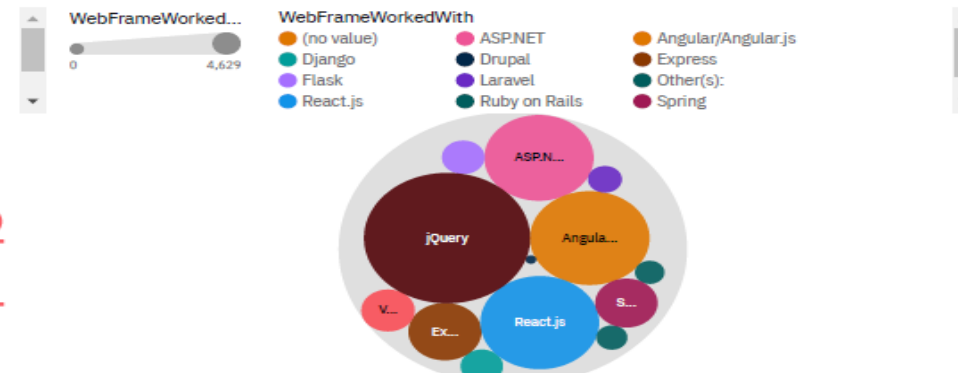 WebFrameWorked...
0 4,629
WebFrameWorkedWith
(no value) ASP.NET Angular/Angular.js
Django Drupal Express
Flask Laravel Other(s):
React.js Ruby on Rails Spring
ASP.N...
jQuery
Angula...
V...
Ex...
React.js
S...